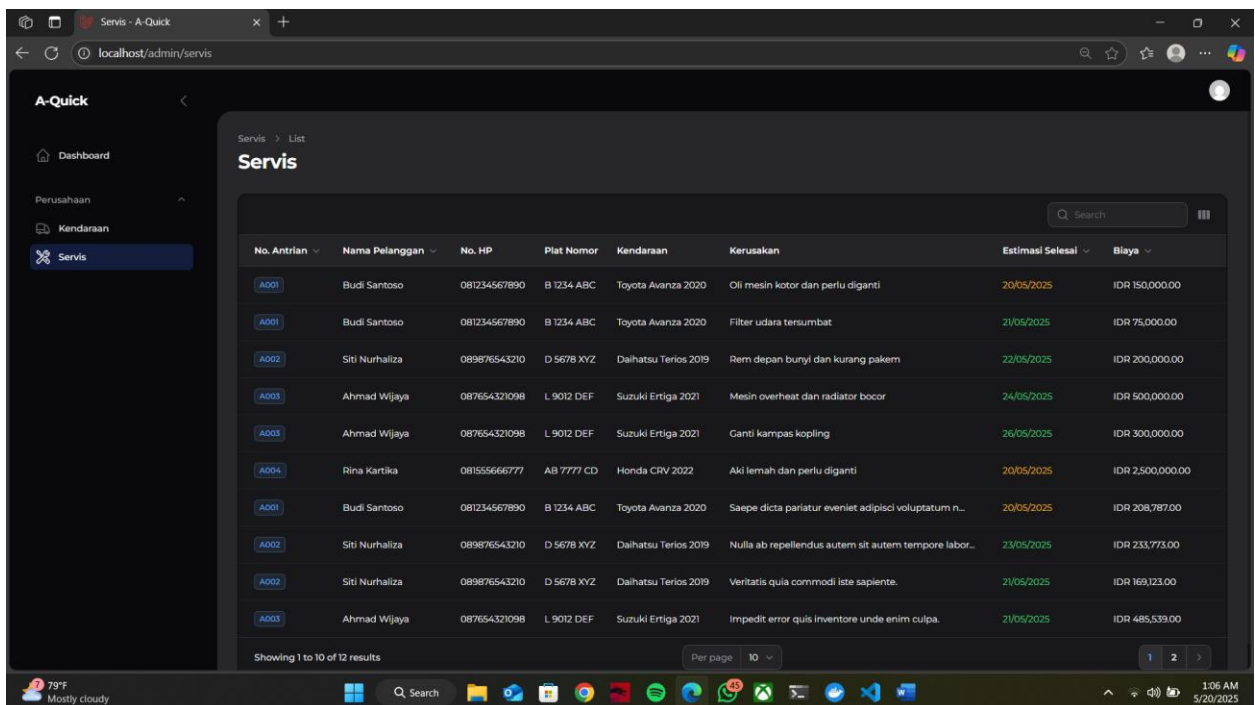 Servis - A-Quick
localhost/admin/servis
A-Quick
Dashboard
Perusahaan
Kendaraan
Servis
Servis > List
Servis
Search
No. Antrian Nama Pelanggan No. HP Plat Nomor Kendaraan Kerusakan Estimasi Selesai Biaya
A001 Budi Santoso 081234567890 B 1234 ABC Toyota Avanza 2020 Oli mesin kotor dan perlu diganti 20/05/2025 IDR 150,000.00
A001 Budi Santoso 081234567890 B 1234 ABC Toyota Avanza 2020 Filter udara tersumbat 21/05/2025 IDR 75,000.00
A002 Siti Nurhaliza 089876543210 D 5678 XYZ Daihatsu Terios 2019 Rem depan bunyi dan kurang pakem 22/05/2025 IDR 200,000.00
A003 Ahmad Wijaya 087654321098 L 9012 DEF Suzuki Ertiga 2021 Mesin overheat dan radiator bocor 24/05/2025 IDR 500,000.00
A003 Ahmad Wijaya 087654321098 L 9012 DEF Suzuki Ertiga 2021 Ganti kampas kopling 26/05/2025 IDR 300,000.00
A004 Rina Kartika 081555666777 AB 7777 CD Honda CRV 2022 Aki lemah dan perlu diganti 20/05/2025 IDR 2,500,000.00
A001 Budi Santoso 081234567890 B 1234 ABC Toyota Avanza 2020 Saepe dicta pariatur eveniet adipisci voluptatum n... 20/05/2025 IDR 208,787.00
A002 Siti Nurhaliza 089876543210 D 5678 XYZ Daihatsu Terios 2019 Nulla ab repellendus autem sit autem tempore labor... 23/05/2025 IDR 233,773.00
A002 Siti Nurhaliza 089876543210 D 5678 XYZ Daihatsu Terios 2019 Veritatis quia commodi iste sapiente. 21/05/2025 IDR 169,123.00
A003 Ahmad Wijaya 087654321098 L 9012 DEF Suzuki Ertiga 2021 Impedit error quis inventore unde enim culpa. 21/05/2025 IDR 485,539.00
Showing 1 to 10 of 12 results Per page 10 1 2
7 79°F
Mostly cloudy
Search
45
1:06 AM
5/20/2025